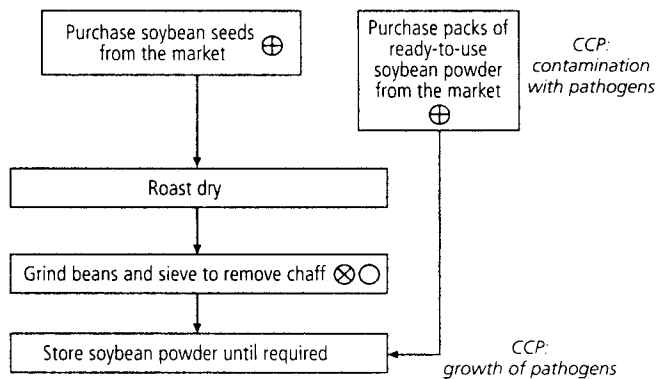 Purchase soybean seeds
from the market
Purchase packs of
ready-to-use
soybean powder
from the market
CCP:
contamination
with pathogens
Roast dry
Grind beans and sieve to remove chaff
Store soybean powder until required
CCP:
growth of pathogens